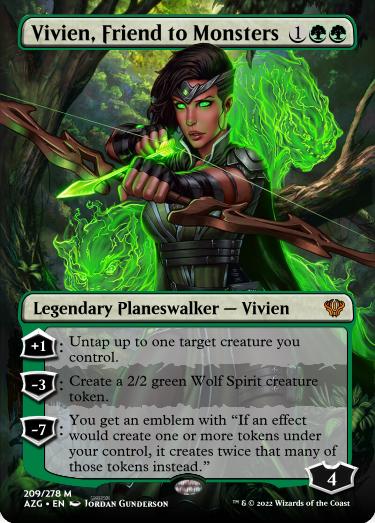 Vivien, Friend to Monsters 1
Legendary Planeswalker — Vivien
+1: Untap up to one target creature you
control.
-3: Create a 2/2 green Wolf Spirit creature
token.
-7: You get an emblem with “If an effect
would create one or more tokens under
your control, it creates twice that many of
those tokens instead.”
4
209/278 M
AZG • EN Jordan Gunderson
™ & © 2022 Wizards of the Coast